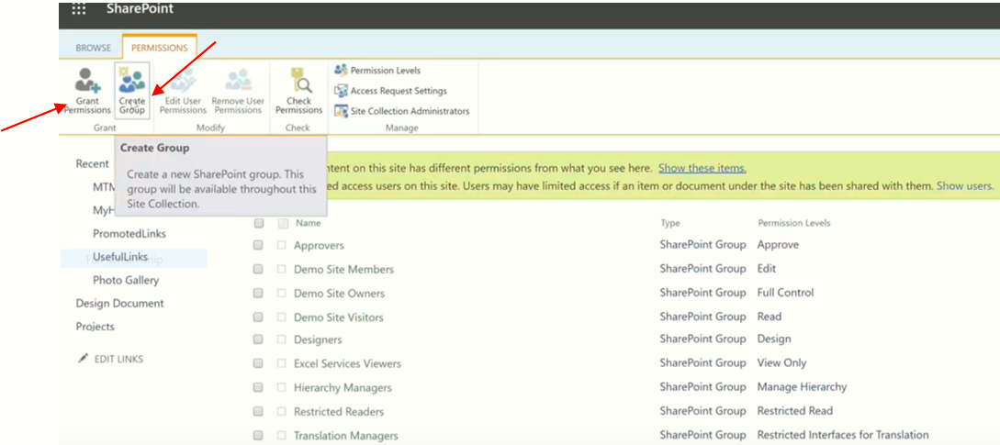 SharePoint
BROWSE PERMISSIONS
Grant Permissions
Create Group
Edit User Permissions
Remove User Permissions
Check Permissions
Permission Levels
Access Request Settings
Site Collection Administrators
Grant Modify Check Manage
Create Group
Create a new SharePoint group. This
group will be available throughout this
Site Collection.
content on this site has different permissions from what you see here. Show these items.
access users on this site. Users may have limited access if an item or document under the site has been shared with them. Show users.
Recent
MTM
PromotedLinks
UsefulLinks
Photo Gallery
Design Document
Projects
EDIT LINKS
Name Type Permission Levels
Approvers SharePoint Group Approve
Demo Site Members SharePoint Group Edit
Demo Site Owners SharePoint Group Full Control
Demo Site Visitors SharePoint Group Read
Designers SharePoint Group Design
Excel Services Viewers SharePoint Group View Only
Hierarchy Managers SharePoint Group Manage Hierarchy
Restricted Readers SharePoint Group Restricted Read
Translation Managers SharePoint Group Restricted Interfaces for Translation